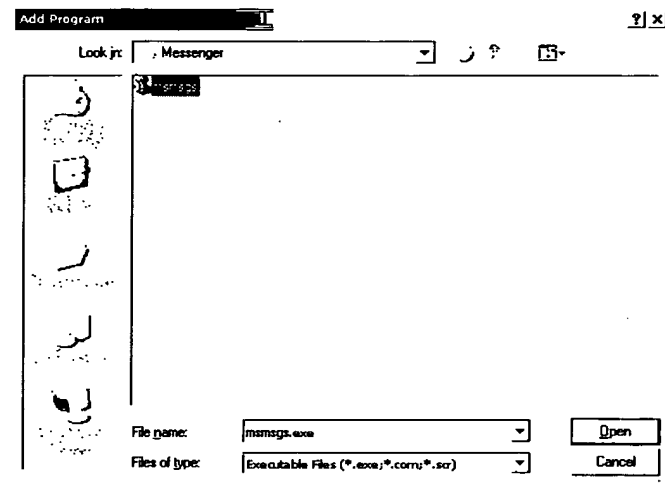 Add Program
Look in: Messenger
msmsgs
File name: msmsgs.exe Open
Files of type: Executable Files (*.exe;*.com;*.scr) Cancel